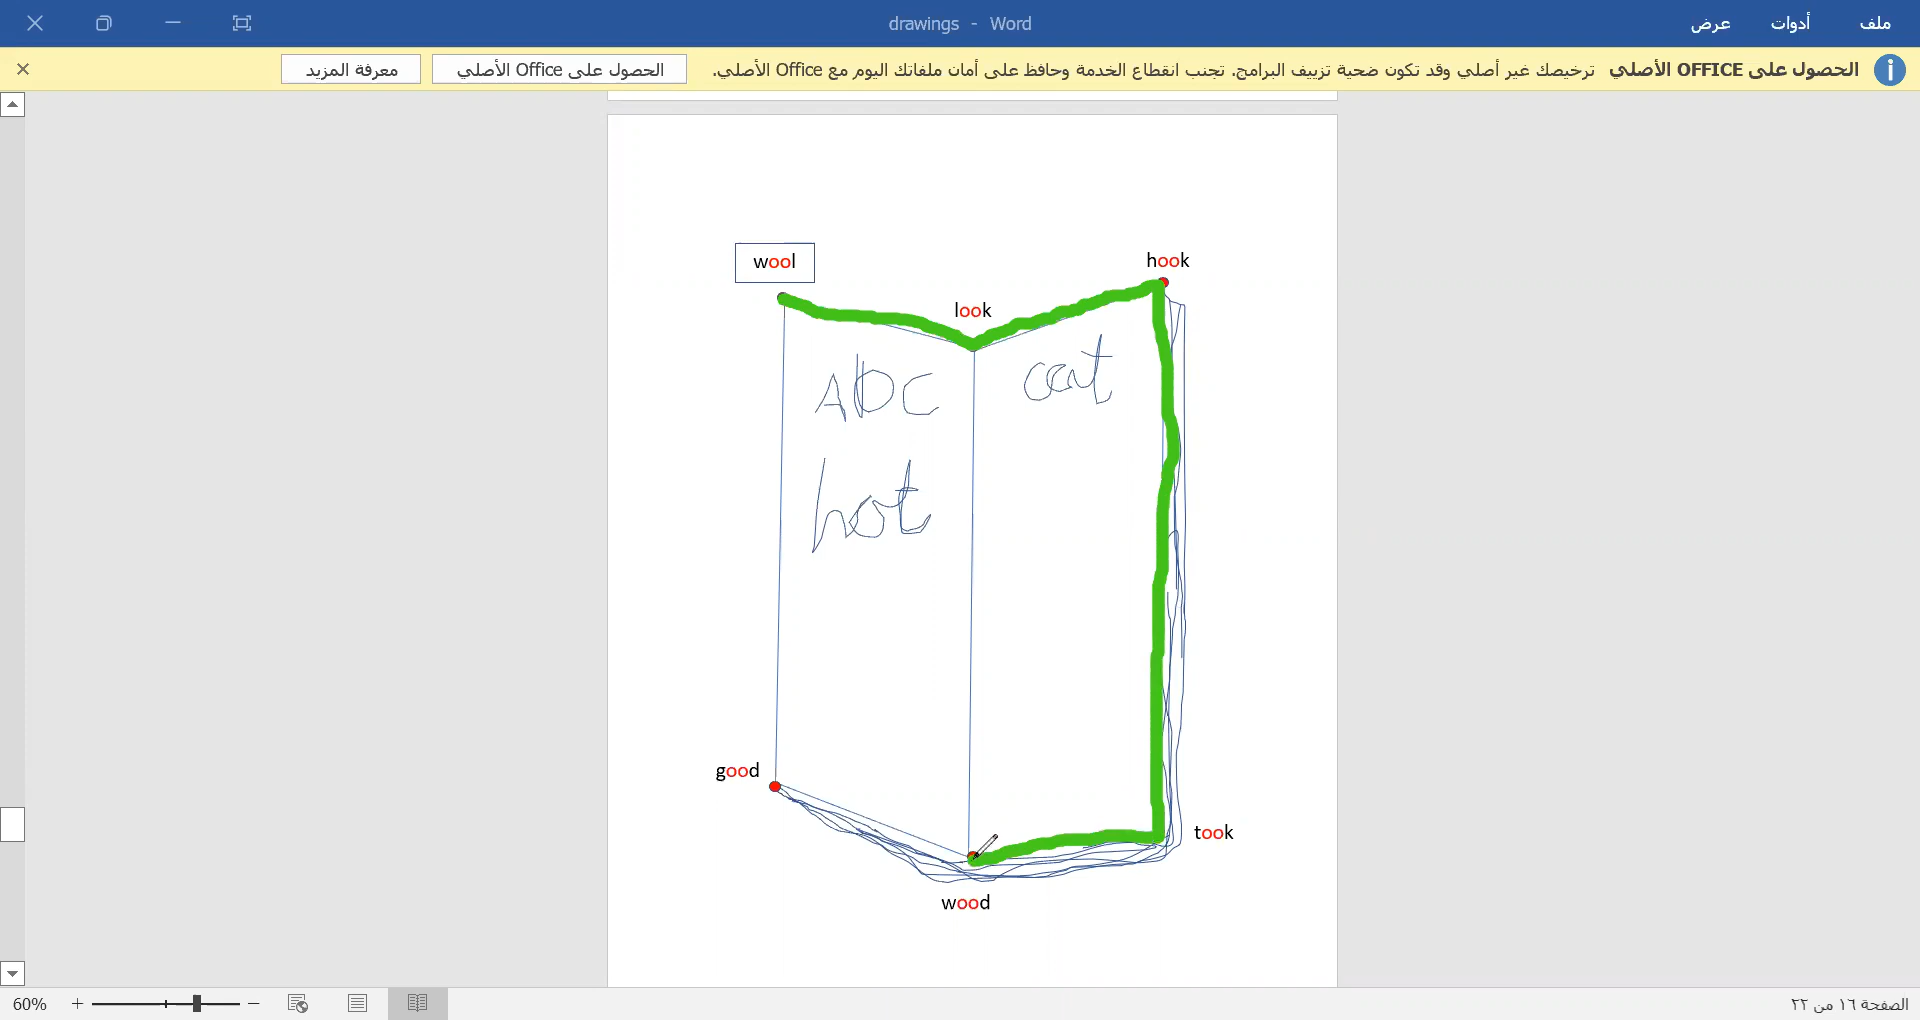 drawings - Word
ملف أدوات عرض
الحصول على OFFICE الأصلي ترخيصك غير أصلي وقد تكون ضحية تزييف البرامج. تجنب انقطاع الخدمة وحافظ على أمان ملفاتك اليوم مع Office الأصلي. الحصول على Office الأصلي معرفة المزيد
wool
hook
look
ABC
cat
hot
good
took
wood
60%
الصفحة ١٦ من ٢٢